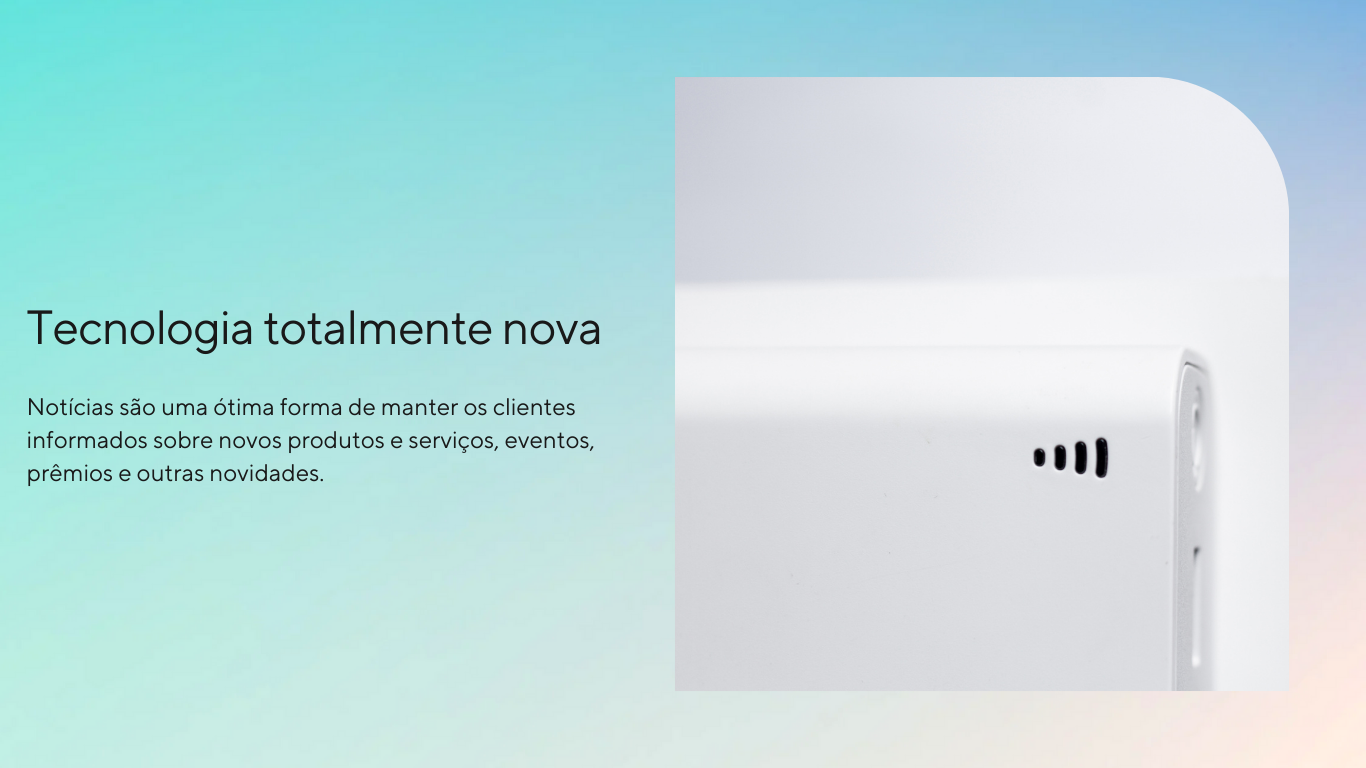 Tecnologia totalmente nova
Notícias são uma ótima forma de manter os clientes
informados sobre novos produtos e serviços, eventos,
prêmios e outras novidades.